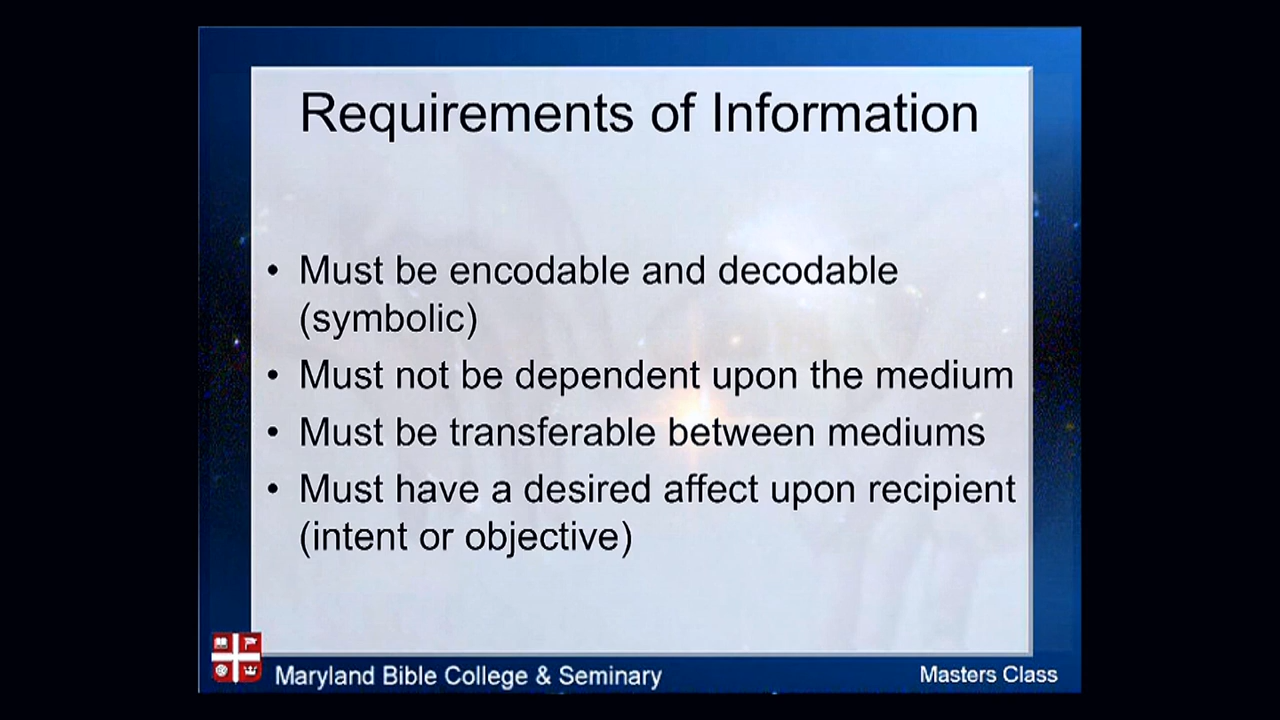 Requirements of Information
• Must be encodable and decodable
(symbolic)
• Must not be dependent upon the medium
• Must be transferable between mediums
• Must have a desired affect upon recipient
(intent or objective)
Maryland Bible College & Seminary
Masters Class